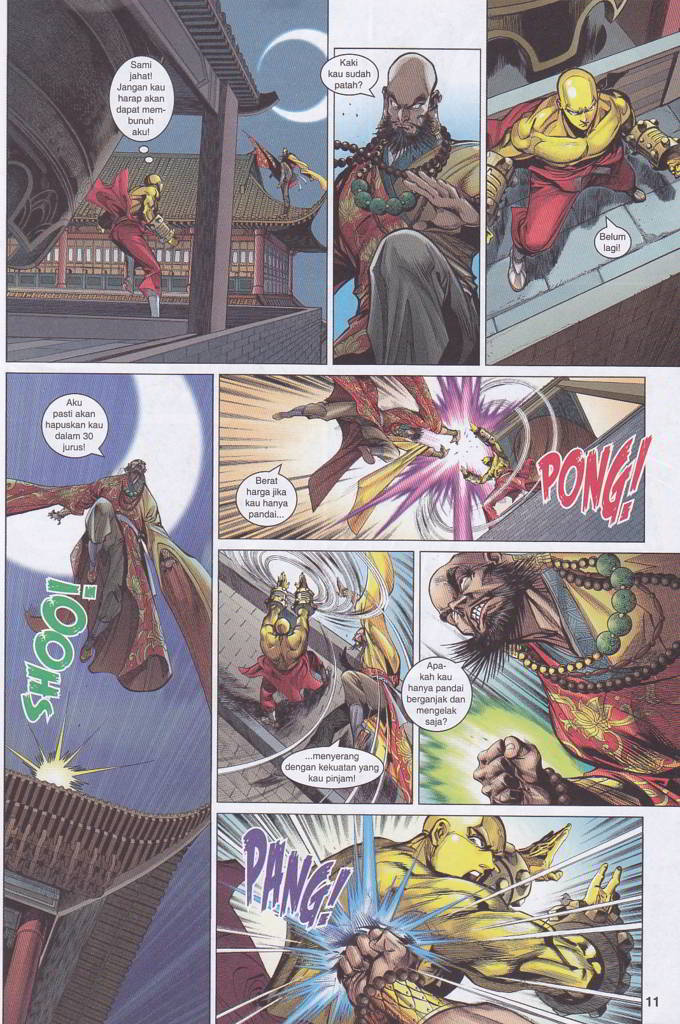 Sami
jahat!
Jangan kau
harap akan
dapat mem-
bunuh
aku!
Kaki
kau sudah
patah?
Belum
lagi!
Aku
pasti akan
hapuskan kau
dalam 30
jurus!
SHOO!
Berat
harga jika
kau hanya
pandai...
PONG!
...menyerang
dengan kekuatan yang
kau pinjam!
Apa-
kah kau
hanya pandai
berganjak dan
mengelak
saja?
PANG!
11